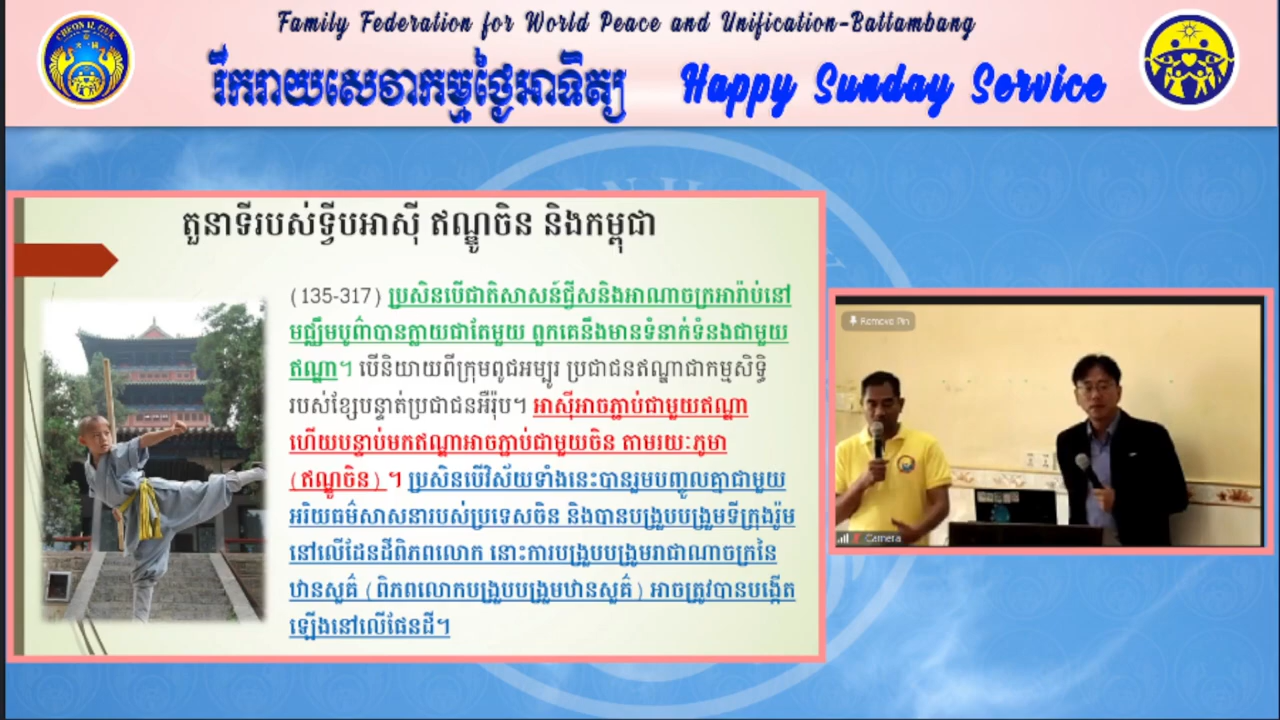 Family Federation for World Peace and Unification-Battambang
រីករាយសេវាកម្មថ្ងៃអាទិត្យ Happy Sunday Service
CHEON IL GUK
តួនាទីរបស់ទ្វីបអាស៊ី ឥណ្ឌូចិន និងកម្ពុជា
(135-317) ប្រសិនបើជាតិសាសន៍ជ្វីសនិងអាណាចក្រអារ៉ាប់នៅ
មជ្ឈឹមបូព៌ាបានក្លាយជាតែមួយ ពួកគេនឹងមានទំនាក់ទំនងជាមួយ
ឥណ្ឌា។ បើនិយាយពីក្រុមពូជអម្បូរ ប្រជាជនឥណ្ឌាជាកម្មសិទ្ធិ
របស់ខ្សែបន្ទាត់ប្រជាជនអឺរ៉ុប។ អាស៊ីអាចភ្ជាប់ជាមួយឥណ្ឌា
ហើយបន្ទាប់មកឥណ្ឌាអាចភ្ជាប់ជាមួយចិន តាមរយៈភូមា
(ឥណ្ឌូចិន) ។ ប្រសិនបើវិស័យទាំងនេះបានរួមបញ្ចូលគ្នាជាមួយ
អរិយធម៌សាសនារបស់ប្រទេសចិន និងបានបង្រួបបង្រួមទីក្រុងរ៉ូម
នៅលើដែនដីពិភពលោក នោះការបង្រួបបង្រួមរាជាណាចក្រនៃ
ឋានសួគ៌ (ពិភពលោកបង្រួបបង្រួមឋានសួគ៌) អាចត្រូវបានបង្កើត
ឡើងនៅលើផែនដី។
Remove Pin
Camera